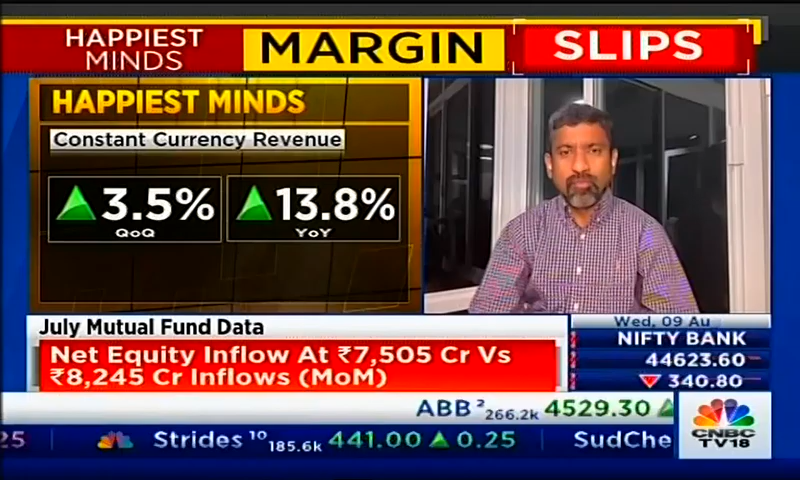 HAPPIEST
MINDS
MARGIN
SLIPS
HAPPIEST MINDS
Constant Currency Revenue
3.5%
QoQ
13.8%
YoY
July Mutual Fund Data
Net Equity Inflow At ₹7,505 Cr Vs
₹8,245 Cr Inflows (MoM)
Wed, 09 Au
NIFTY BANK
44623.60
340.80
ABB ² 266.2k 4529.30
25 Strides ¹⁰ 185.6k 441.00 0.25 SudChe
CNBC
TV18